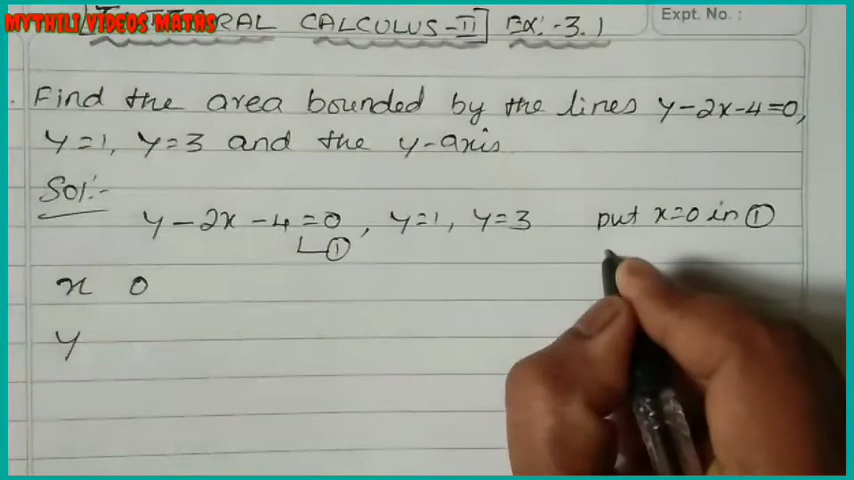 MYTHILI VIDEOS MATHS
CALCULUS-II] EX:-3.1
Expt. No. :
Find the area bounded by the lines y-2x-4=0,
y=1, y=3 and the y-axis
Sol:-
y-2x-4=0, y=1, y=3 put x=0 in ①
①
x 0
y